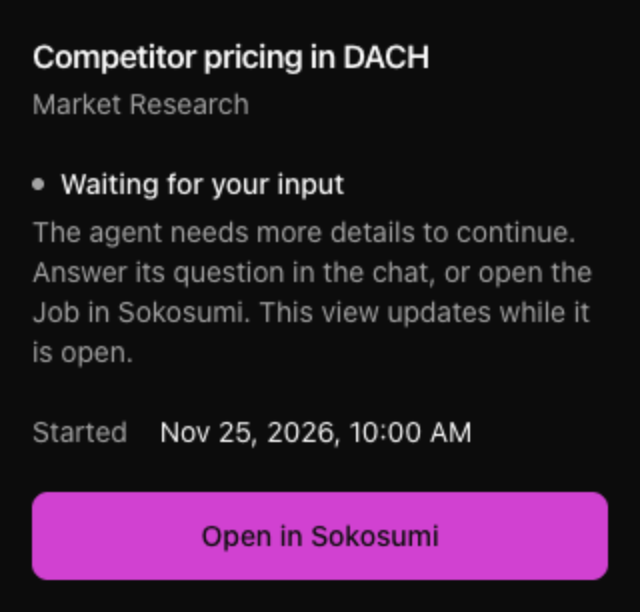 Competitor pricing in DACH
Market Research
Waiting for your input
The agent needs more details to continue.
Answer its question in the chat, or open the
Job in Sokosumi. This view updates while it
is open.
Started Nov 25, 2026, 10:00 AM
Open in Sokosumi